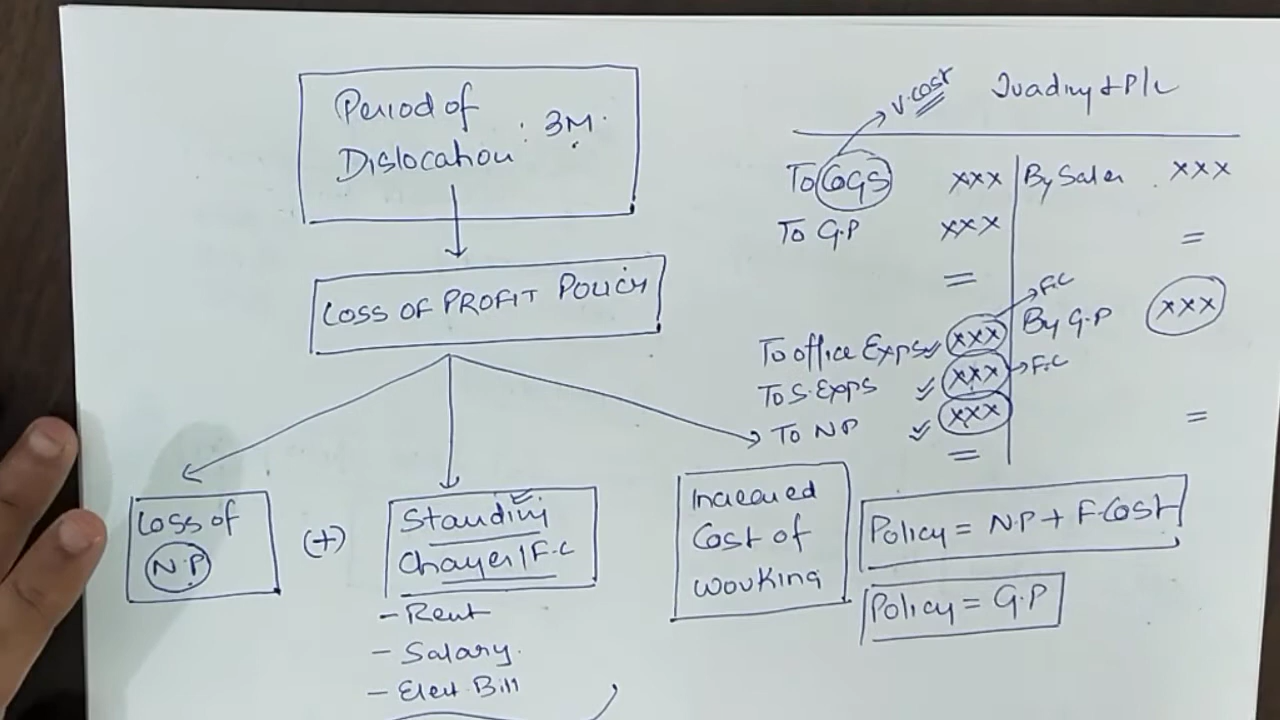 Period of
Dislocation : 3M.
LOSS OF PROFIT POLICY
Loss of
N.P
(+)
Standing
Charges/F.C
- Rent
- Salary.
- Elect. Bill
Increased
Cost of
working
V.cost
Trading & P/L
To COGS xxx By Sales xxx
To G.P xxx =
=
F.C
By G.P xxx
To office Exps xxx
To S.Exps xxx F.C
To NP xxx =
=
Policy = N.P + F.Cost
Policy = G.P